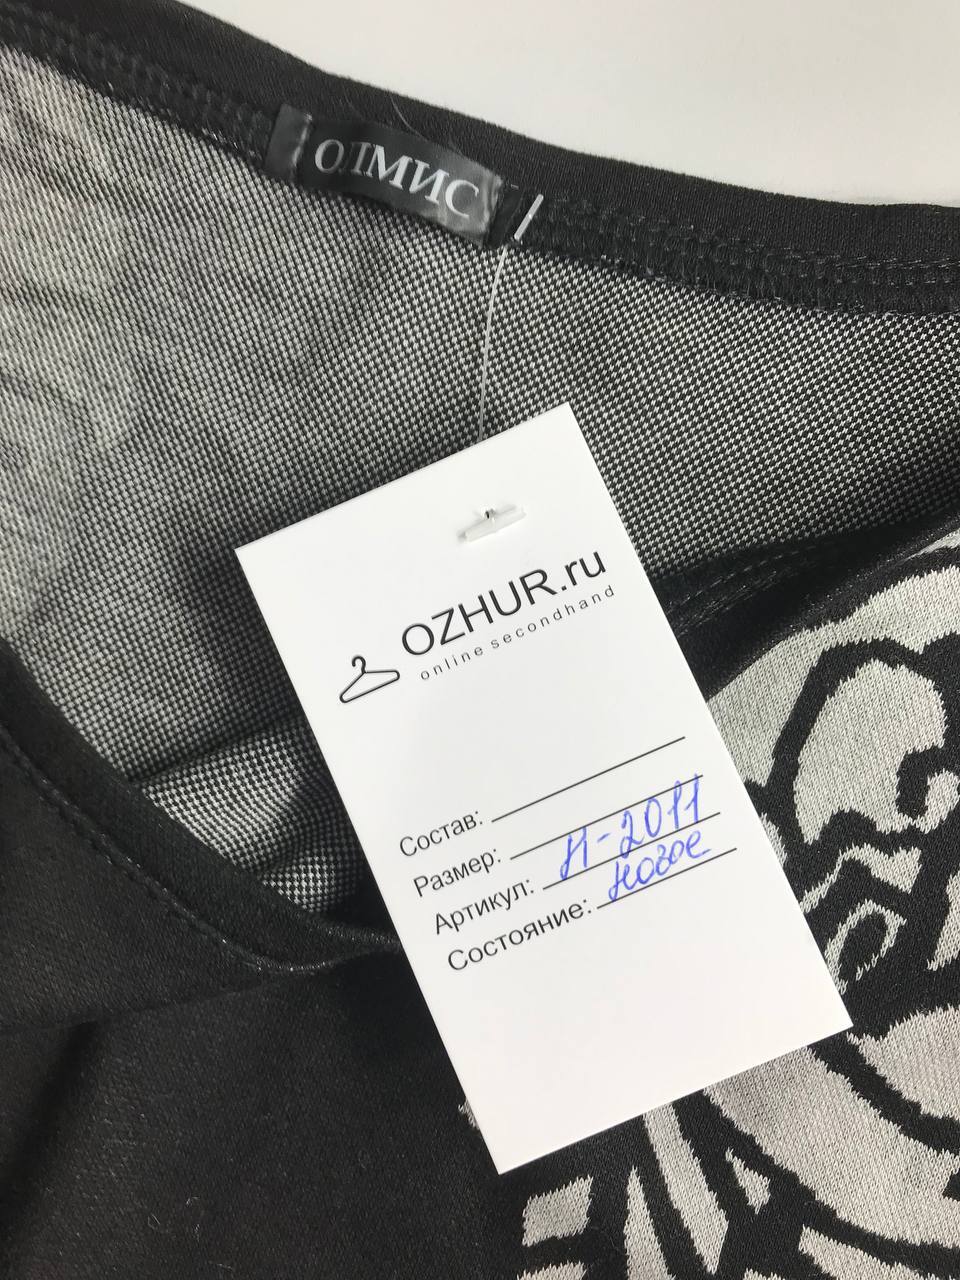 ОЛМИС
OZHUR.ru
online secondhand
Состав:
Размер:
Артикул: Н-2011
Состояние: новое